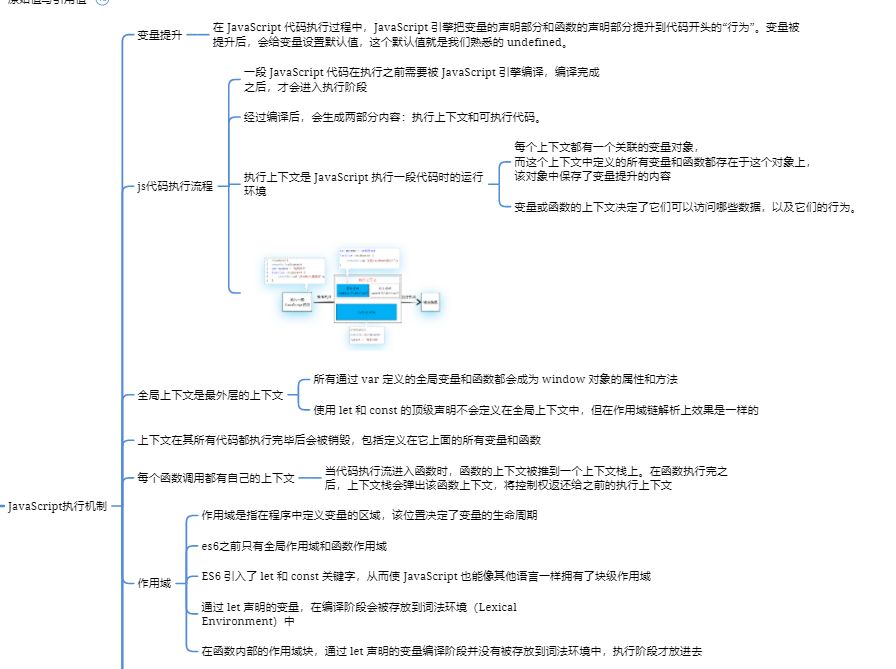 原始值与引用值
变量提升
在 JavaScript 代码执行过程中，JavaScript 引擎把变量的声明部分和函数的声明部分提升到代码开头的“行为”。变量被
提升后，会给变量设置默认值，这个默认值就是我们熟悉的 undefined。
js代码执行流程
一段 JavaScript 代码在执行之前需要被 JavaScript 引擎编译，编译完成
之后，才会进入执行阶段
经过编译后，会生成两部分内容：执行上下文和可执行代码。
执行上下文是 JavaScript 执行一段代码时的运行
环境
每个上下文都有一个关联的变量对象，
而这个上下文中定义的所有变量和函数都存在于这个对象上，
该对象中保存了变量提升的内容
变量或函数的上下文决定了它们可以访问哪些数据，以及它们的行为。
全局上下文是最外层的上下文
所有通过 var 定义的全局变量和函数都会成为 window 对象的属性和方法
使用 let 和 const 的顶级声明不会定义在全局上下文中，但在作用域链解析上效果是一样的
上下文在其所有代码都执行完毕后会被销毁，包括定义在它上面的所有变量和函数
每个函数调用都有自己的上下文
当代码执行流进入函数时，函数的上下文被推到一个上下文栈上。在函数执行完之
后，上下文栈会弹出该函数上下文，将控制权返还给之前的执行上下文
JavaScript执行机制
作用域
作用域是指在程序中定义变量的区域，该位置决定了变量的生命周期
es6之前只有全局作用域和函数作用域
ES6 引入了 let 和 const 关键字，从而使 JavaScript 也能像其他语言一样拥有了块级作用域
通过 let 声明的变量，在编译阶段会被存放到词法环境（Lexical
Environment）中
在函数内部的作用域块，通过 let 声明的变量编译阶段并没有被存放到词法环境中，执行阶段才放进去